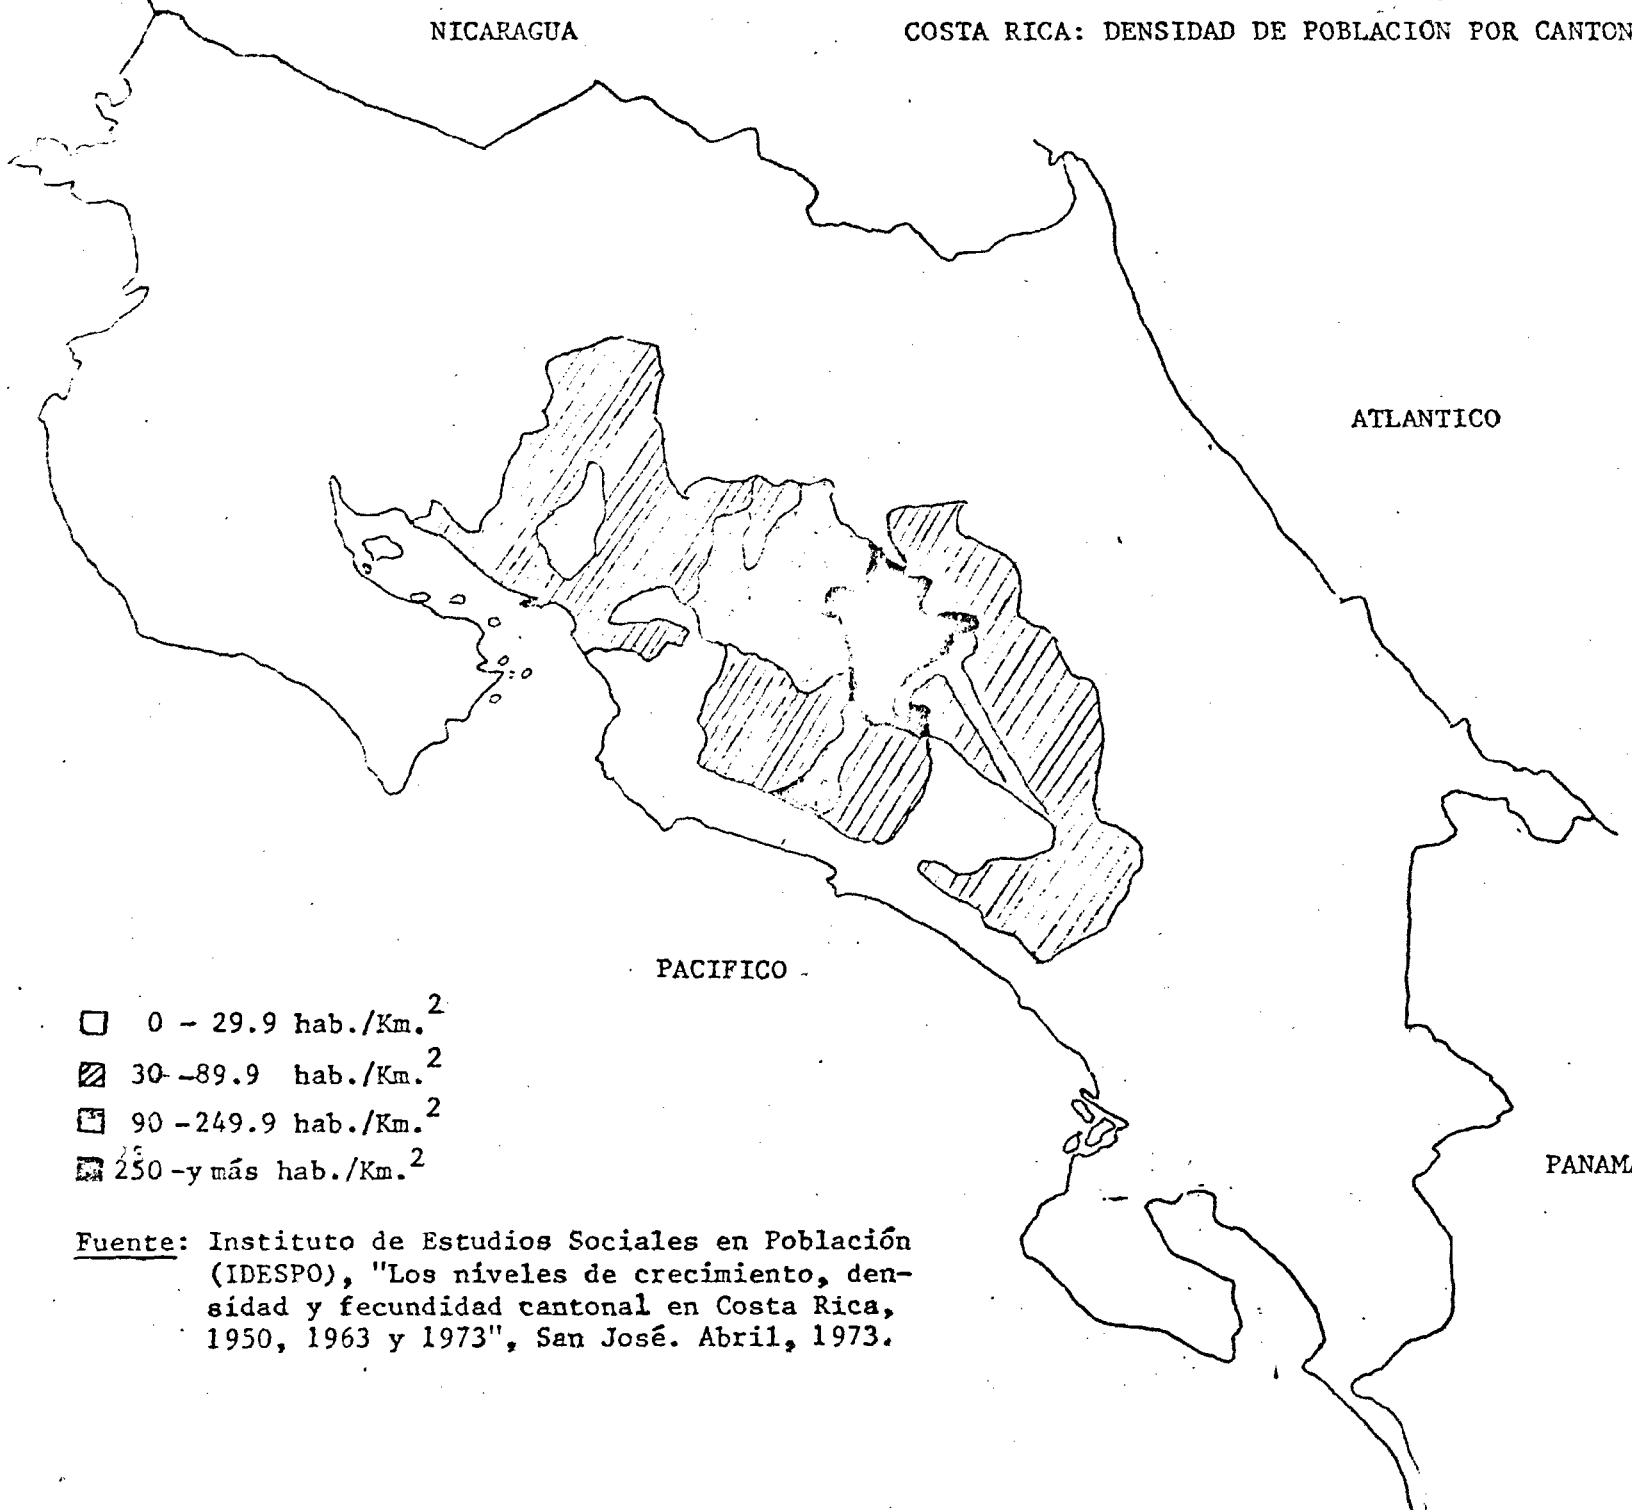 NICARAGUA
COSTA RICA: DENSIDAD DE POBLACION POR CANTON
ATLANTICO
PACIFICO
0 - 29.9 hab./Km.2
30--89.9 hab./Km.2
90 -249.9 hab./Km.2
250 -y más hab./Km.2
PANAMA
Fuente: Instituto de Estudios Sociales en Población
(IDESPO), "Los niveles de crecimiento, den-
sidad y fecundidad cantonal en Costa Rica,
1950, 1963 y 1973", San José. Abril, 1973.